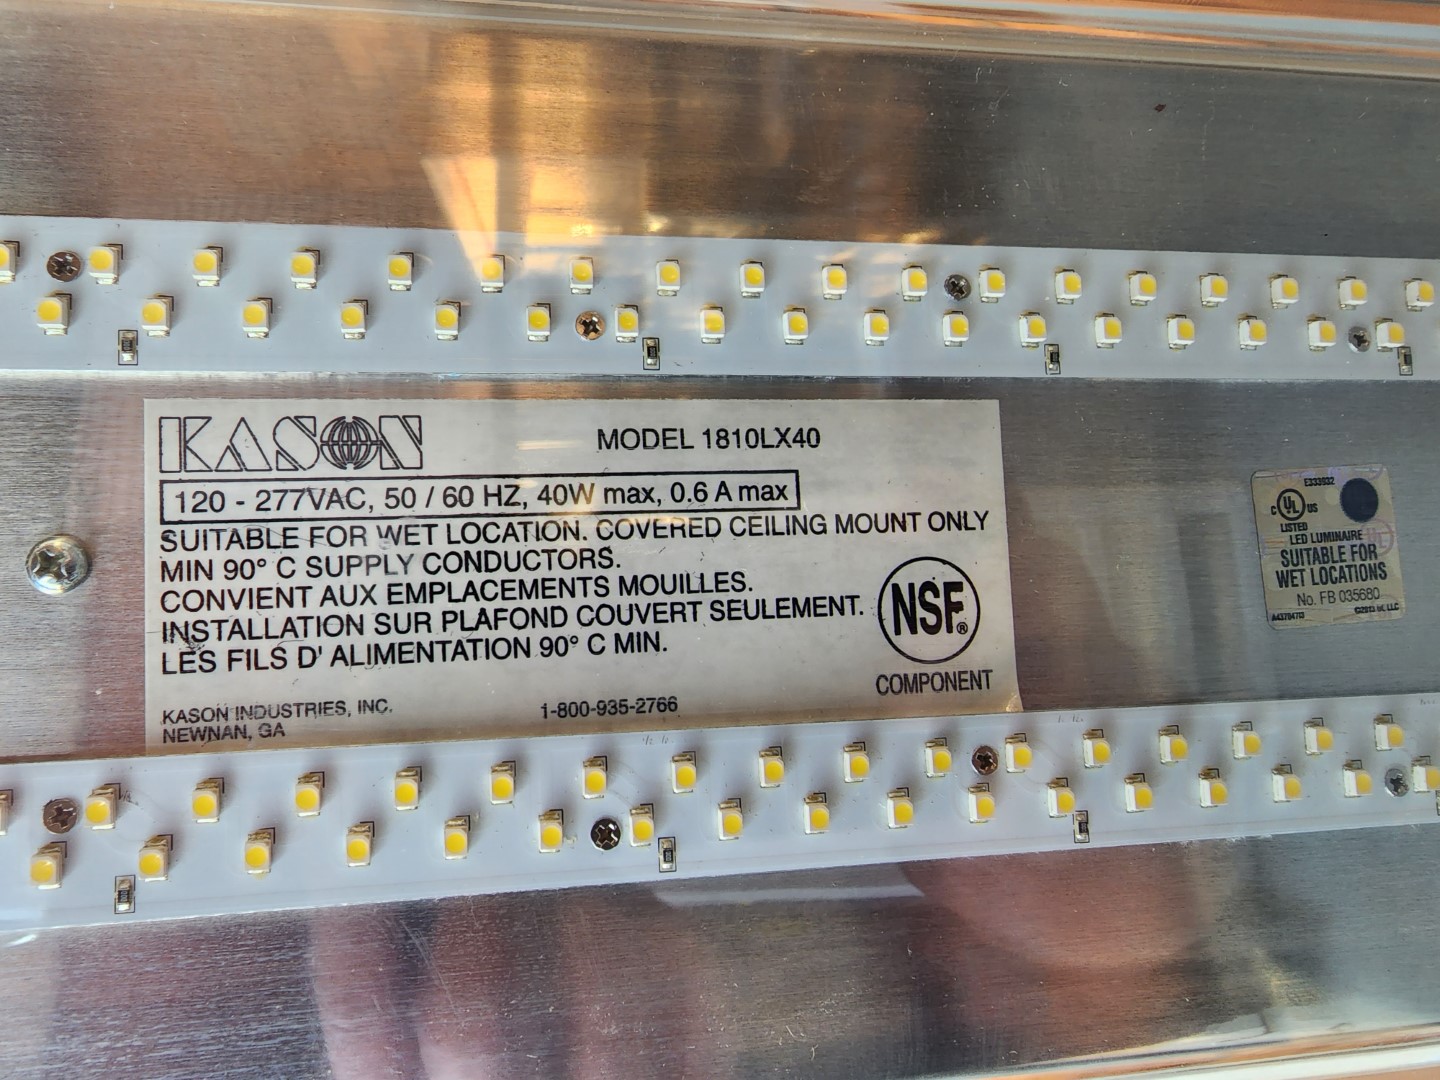 KASON
MODEL 1810LX40
120 - 277VAC, 50 / 60 HZ, 40W max, 0.6 A max
SUITABLE FOR WET LOCATION. COVERED CEILING MOUNT ONLY
MIN 90° C SUPPLY CONDUCTORS.
CONVIENT AUX EMPLACEMENTS MOUILLES.
INSTALLATION SUR PLAFOND COUVERT SEULEMENT.
LES FILS D' ALIMENTATION 90° C MIN.
NSF®
COMPONENT
KASON INDUSTRIES, INC.
1-800-935-2766
NEWNAN, GA
E333932
C UL US
LISTED
LED LUMINAIRE
SUITABLE FOR
WET LOCATIONS
No. FB 035680
©2013 UL LLC